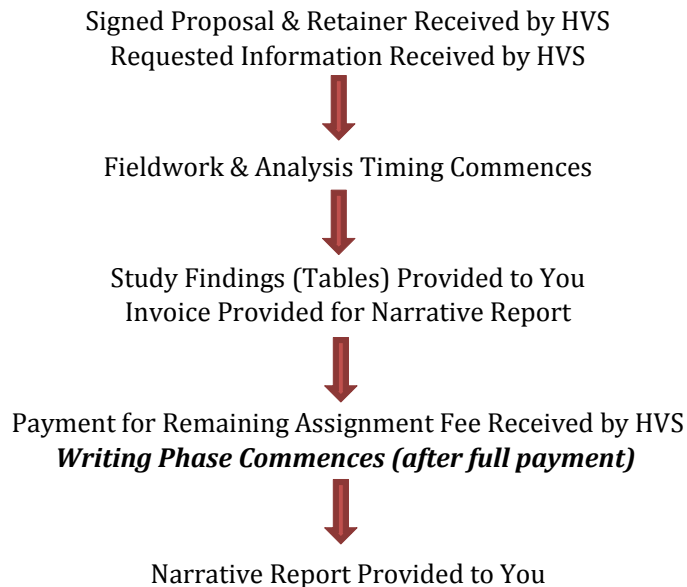 Signed Proposal & Retainer Received by HVS
Requested Information Received by HVS
Fieldwork & Analysis Timing Commences
Study Findings (Tables) Provided to You
Invoice Provided for Narrative Report
Payment for Remaining Assignment Fee Received by HVS
Writing Phase Commences (after full payment)
Narrative Report Provided to You